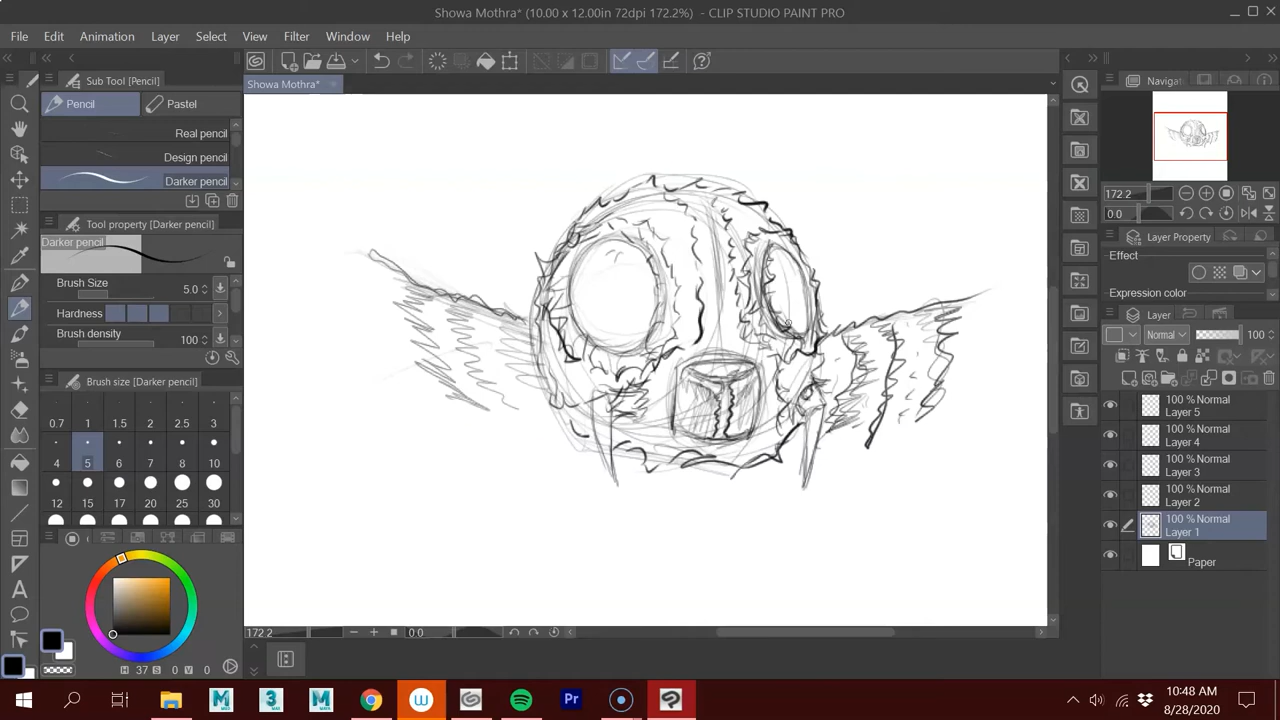 Showa Mothra* (10.00 x 12.00in 72dpi 172.2%) - CLIP STUDIO PAINT PRO
File Edit Animation Layer Select View Filter Window Help
Sub Tool [Pencil]
Showa Mothra*
Navigat
Pencil Pastel
Real pencil
Design pencil
Darker pencil
172.2
0.0
Tool property [Darker pencil]
Layer Property
Darker pencil
Effect
Brush Size 5.0
Expression color
Hardness
Layer
Brush density 100
Normal 100
Brush size [Darker pencil]
0.7 1 1.5 2 2.5 3
4 5 6 7 8 10
12 15 17 20 25 30
100 % Normal
Layer 5
100 % Normal
Layer 4
100 % Normal
Layer 3
100 % Normal
Layer 2
100 % Normal
Layer 1
Paper
172.2 0.0
H 37 S 0 V 0
10:48 AM
8/28/2020